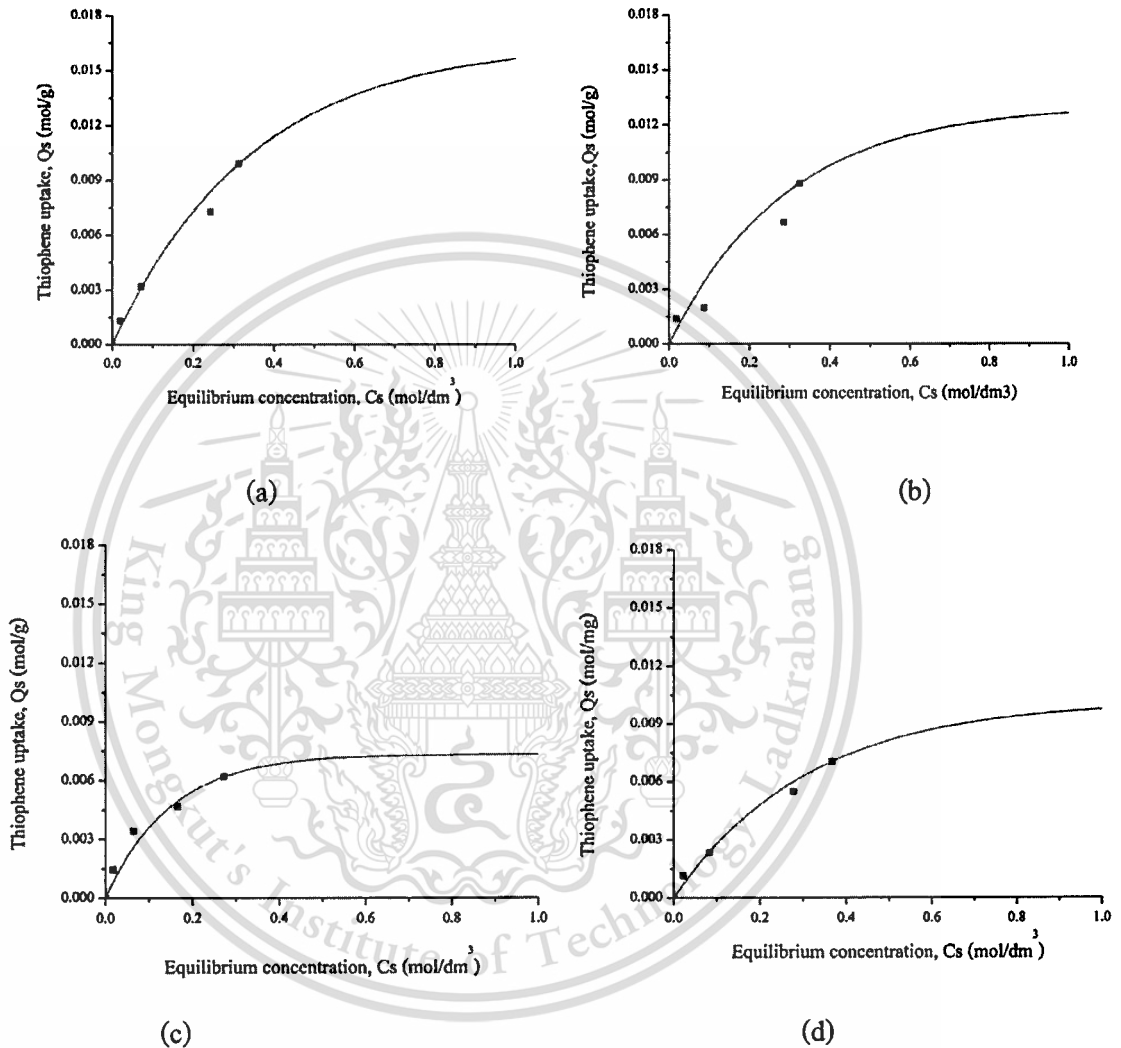 0.018
0.015
0.012
0.009
0.006
0.003
0.000
Thiophene uptake, Qs (mol/g)
0.0 0.2 0.4 0.6 0.8 1.0
Equilibrium concentration, Cs (mol/dm³)
(a)
0.018
0.015
0.012
0.009
0.006
0.003
0.000
Thiophene uptake,Qs (mol/g)
0.0 0.2 0.4 0.6 0.8 1.0
Equilibrium concentration, Cs (mol/dm3)
(b)
0.018
0.015
0.012
0.009
0.006
0.003
0.000
Thiophene uptake, Qs (mol/g)
0.0 0.2 0.4 0.6 0.8 1.0
Equilibrium concentration, Cs (mol/dm³)
(c)
0.018
0.015
0.012
0.009
0.006
0.003
0.000
Thiophene uptake, Qs (mol/mg)
0.0 0.2 0.4 0.6 0.8 1.0
Equilibrium concentration, Cs (mol/dm³)
(d)
King Mongkut's Institute of Technology Ladkrabang